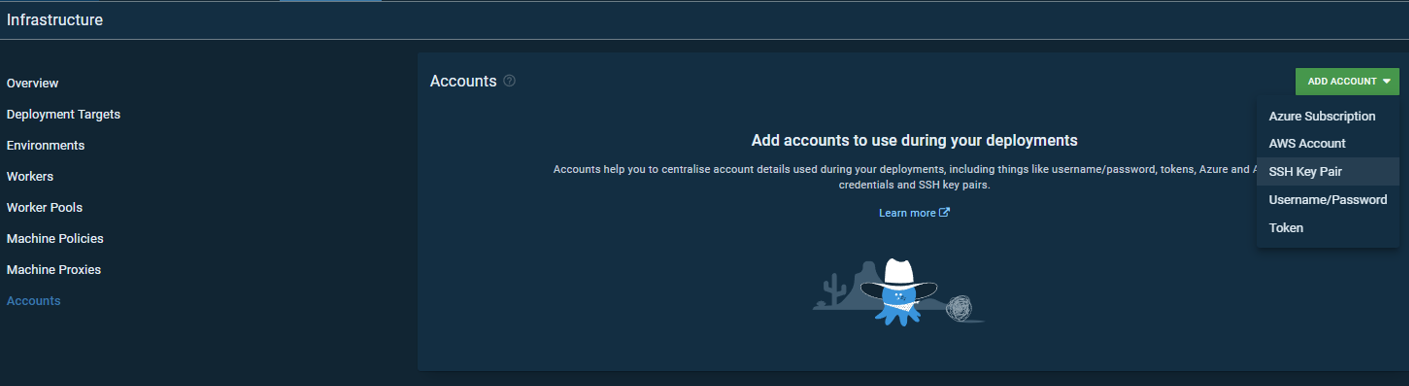 Infrastructure
Overview
Deployment Targets
Environments
Workers
Worker Pools
Machine Policies
Machine Proxies
Accounts
Accounts
ADD ACCOUNT
Azure Subscription
AWS Account
SSH Key Pair
Username/Password
Token
Add accounts to use during your deployments
Accounts help you to centralise account details used during your deployments, including things like username/password, tokens, Azure and
credentials and SSH key pairs.
Learn more